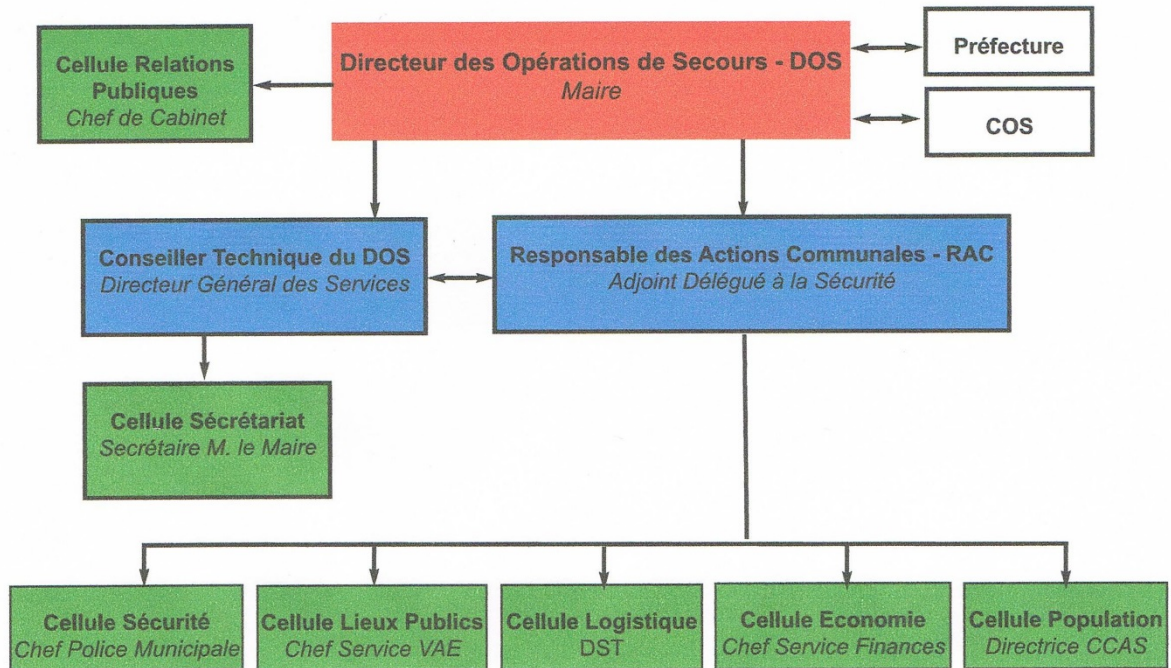 Cellule Relations
Publiques
Chef de Cabinet
Directeur des Opérations de Secours - DOS
Maire
Préfecture
COS
Conseiller Technique du DOS
Directeur Général des Services
Responsable des Actions Communales - RAC
Adjoint Délégué à la Sécurité
Cellule Sécrétariat
Secrétaire M. le Maire
Cellule Sécurité
Chef Police Municipale
Cellule Lieux Publics
Chef Service VAE
Cellule Logistique
DST
Cellule Economie
Chef Service Finances
Cellule Population
Directrice CCAS